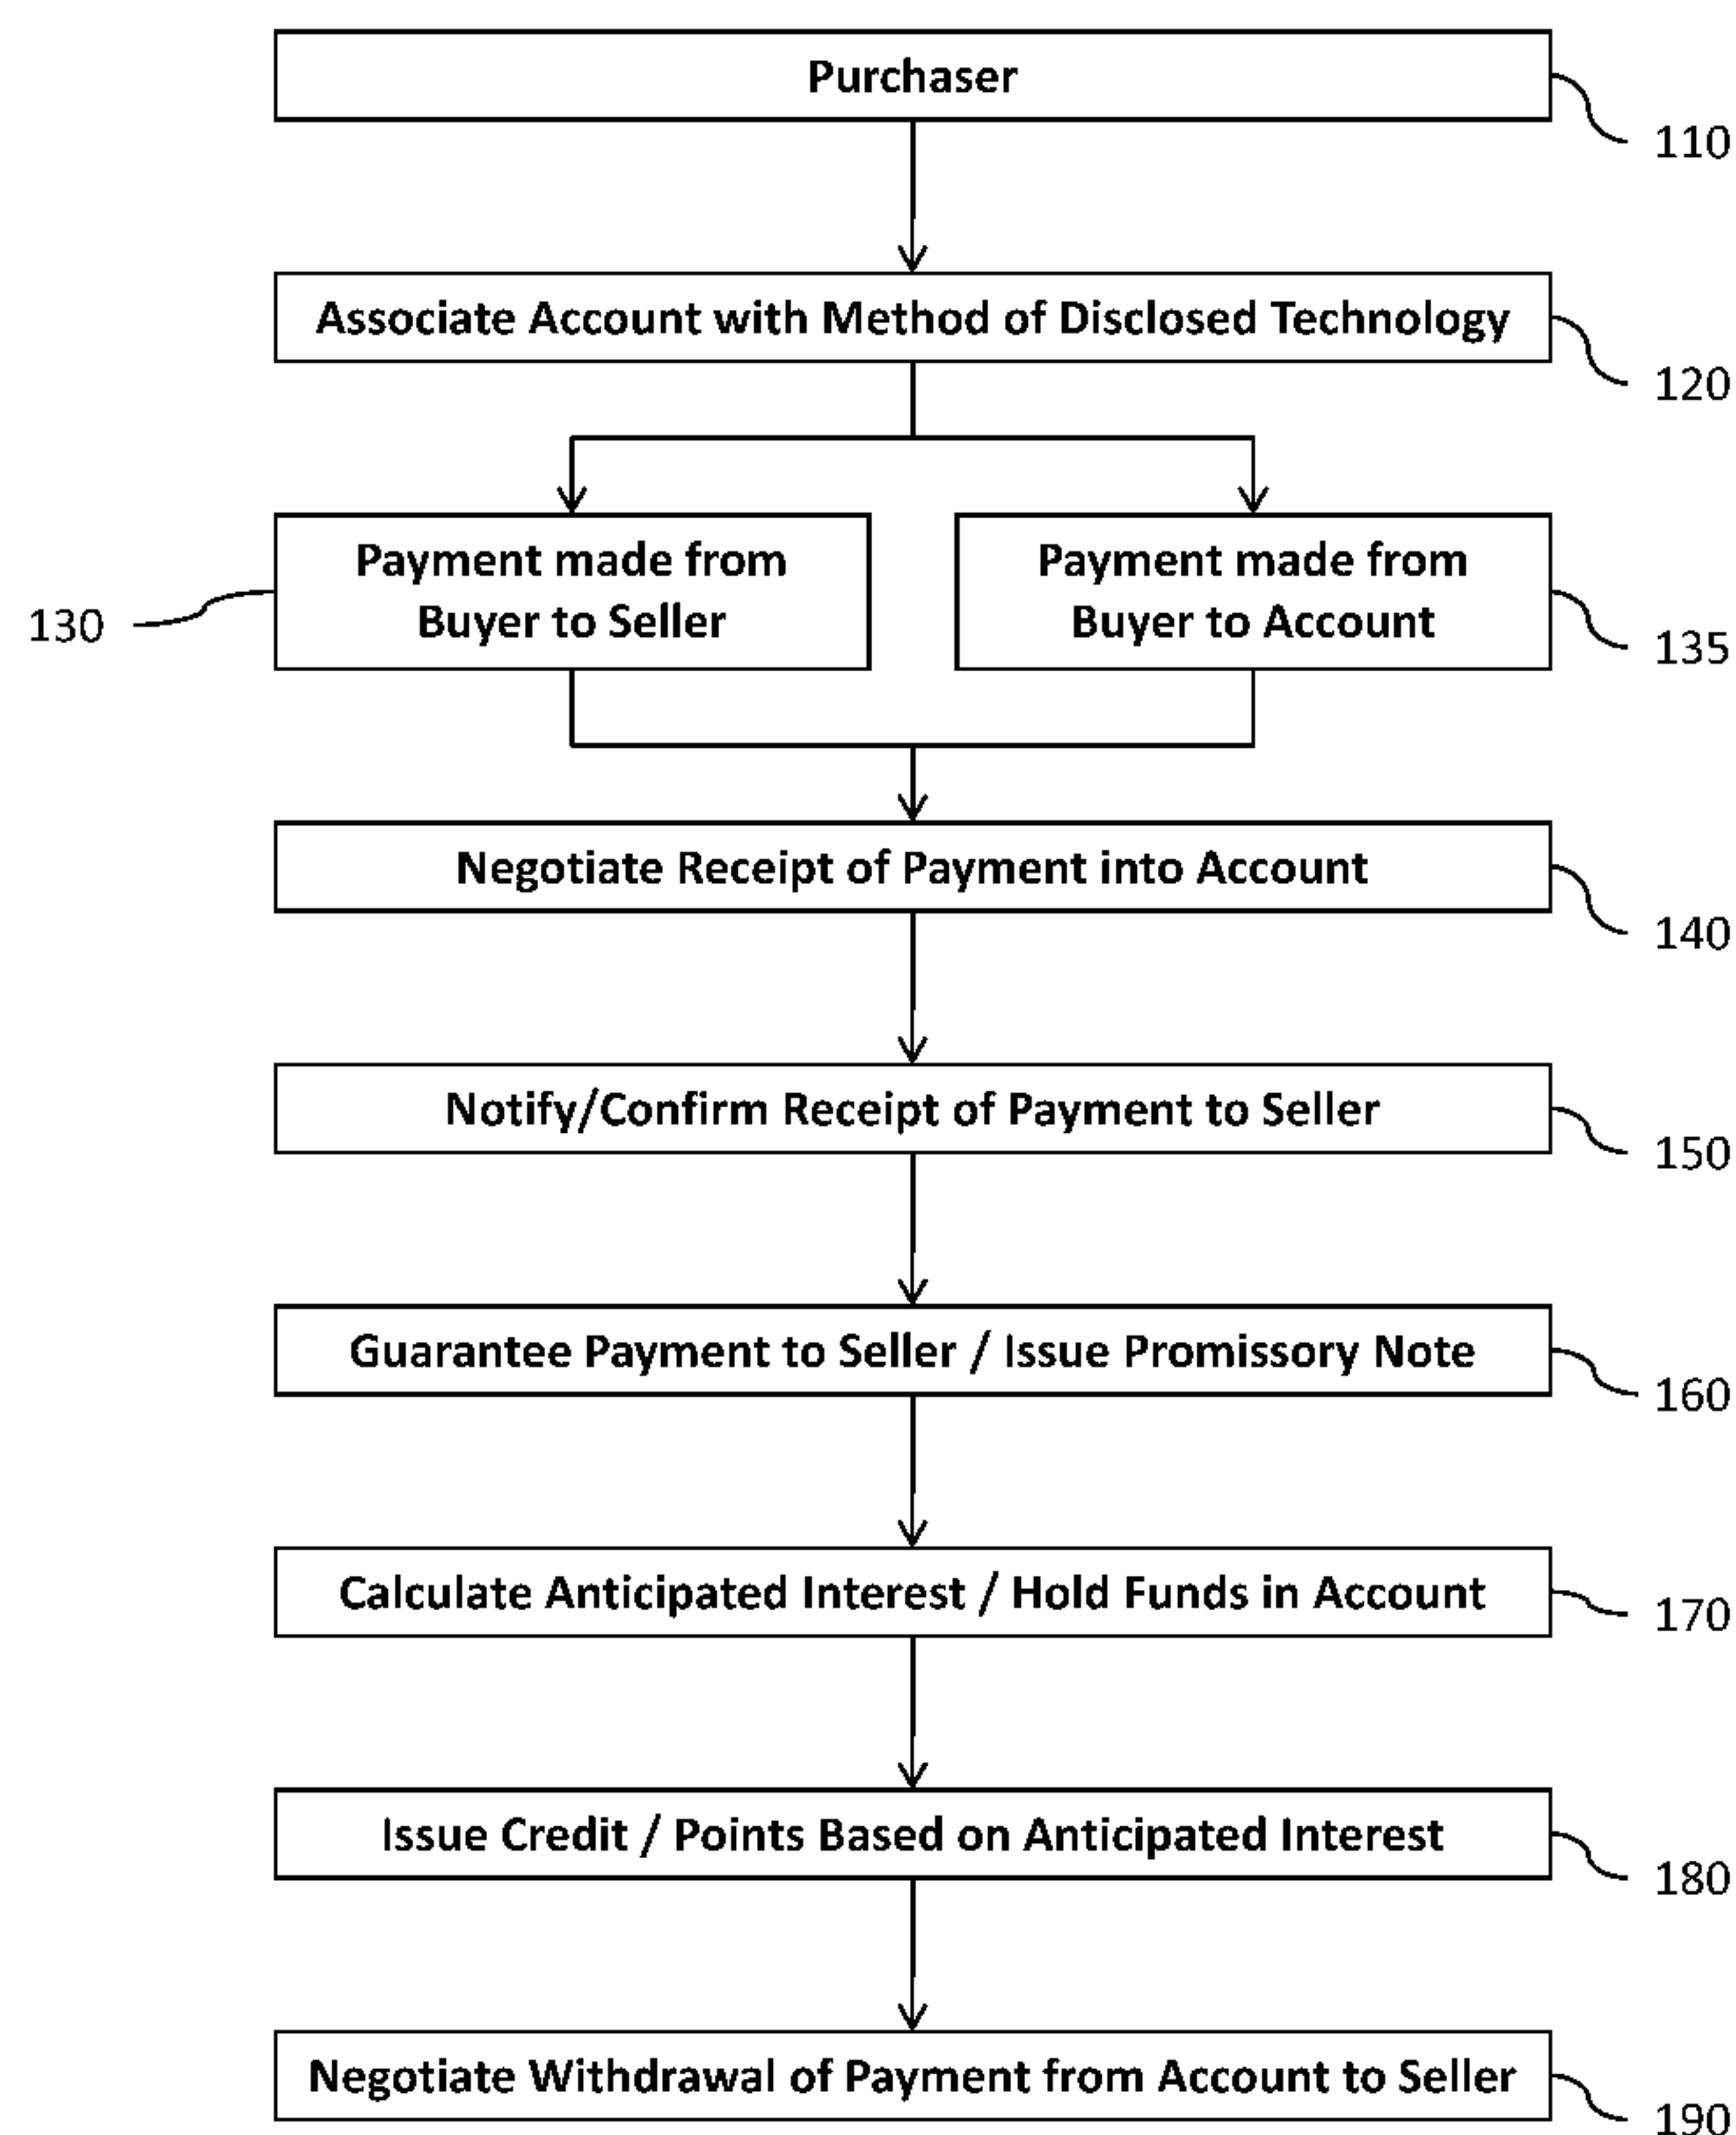 Purchaser
110
Associate Account with Method of Disclosed Technology
120
Payment made from
Buyer to Seller
130
Payment made from
Buyer to Account
135
Negotiate Receipt of Payment into Account
140
Notify/Confirm Receipt of Payment to Seller
150
Guarantee Payment to Seller / Issue Promissory Note
160
Calculate Anticipated Interest / Hold Funds in Account
170
Issue Credit / Points Based on Anticipated Interest
180
Negotiate Withdrawal of Payment from Account to Seller
190